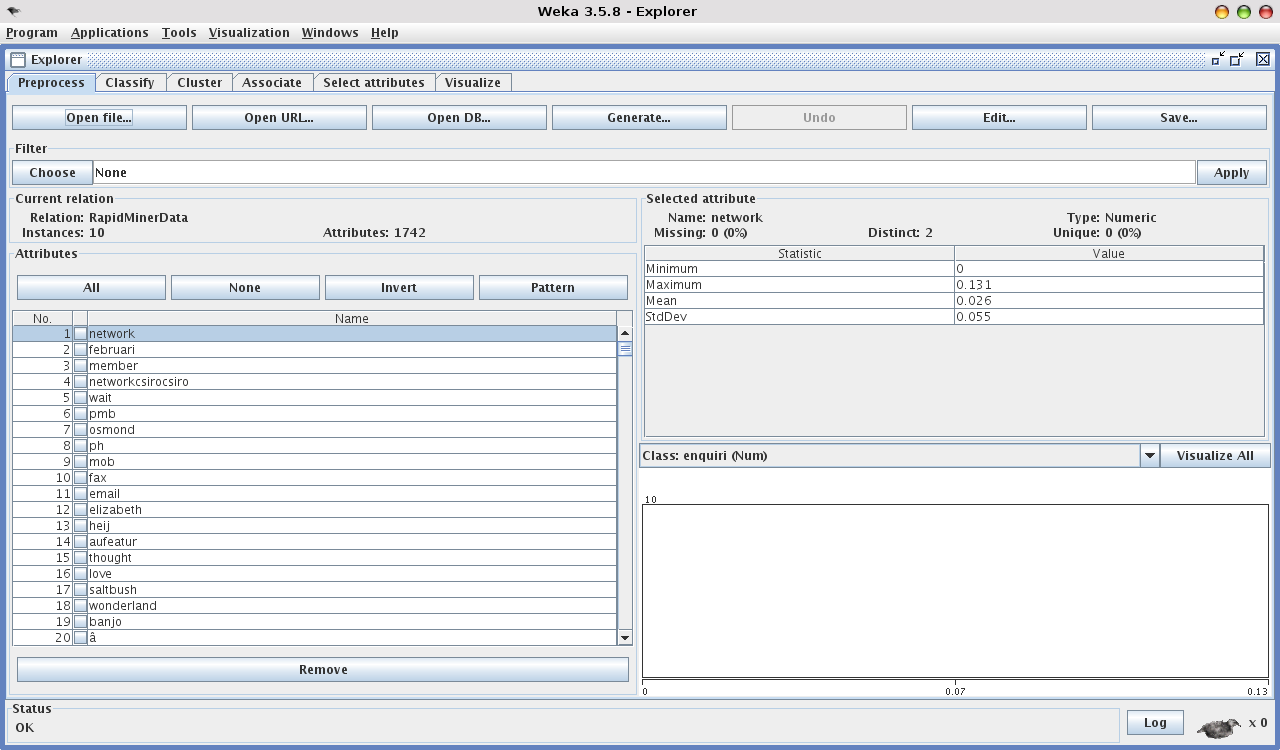 Weka 3.5.8 - Explorer
Program Applications Tools Visualization Windows Help
Explorer
Preprocess Classify Cluster Associate Select attributes Visualize
Open file... Open URL... Open DB... Generate... Undo Edit... Save...
Filter
Choose None Apply
Current relation
Relation: RapidMinerData
Instances: 10 Attributes: 1742
Attributes
All None Invert Pattern
No. Name
1 network
2 februari
3 member
4 networkcsirocsiro
5 wait
6 pmb
7 osmond
8 ph
9 mob
10 fax
11 email
12 elizabeth
13 heij
14 aufeatur
15 thought
16 love
17 saltbush
18 wonderland
19 banjo
20 â
Remove
Selected attribute
Name: network Type: Numeric
Missing: 0 (0%) Distinct: 2 Unique: 0 (0%)
Statistic Value
Minimum 0
Maximum 0.131
Mean 0.026
StdDev 0.055
Class: enquiri (Num) Visualize All
10
0 0.07 0.13
Status
OK
Log x 0